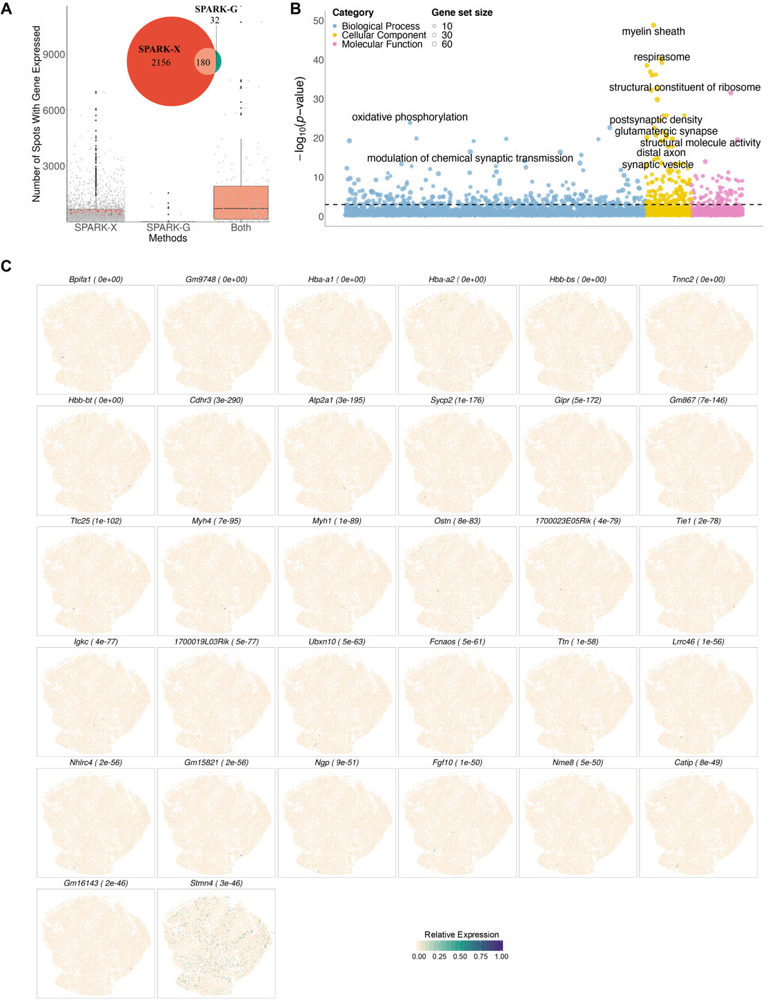 A
Number of Spots With Gene Expressed
9000
6000
3000
SPARK-G
32
SPARK-X
2156
180
SPARK-X
SPARK-G
Both
Methods
B
Category
Biological Process
Cellular Component
Molecular Function
Gene set size
10
30
60
−log10(p−value)
50
40
30
20
10
0
myelin sheath
respirasome
structural constituent of ribosome
oxidative phosphorylation
postsynaptic density
glutamatergic synapse
structural molecule activity
distal axon
modulation of chemical synaptic transmission
synaptic vesicle
C
Bpifa1 ( 0e+00)
Gm9748 ( 0e+00)
Hba-a1 ( 0e+00)
Hba-a2 ( 0e+00)
Hbb-bs ( 0e+00)
Tnnc2 ( 0e+00)
Hbb-bt ( 0e+00)
Cdhr3 (3e-290)
Atp2a1 (3e-195)
Sycp2 (1e-176)
Gipr (5e-172)
Gm867 (7e-146)
Ttc25 (1e-102)
Myh4 ( 7e-95)
Myh1 ( 1e-89)
Ostn ( 8e-83)
1700023E05Rik ( 4e-79)
Tie1 ( 2e-78)
Igkc ( 4e-77)
1700019L03Rik ( 5e-77)
Ubxn10 ( 5e-63)
Fcnaos ( 5e-61)
Ttn ( 1e-58)
Lrrc46 ( 1e-56)
Nhlrc4 ( 2e-56)
Gm15821 ( 2e-56)
Ngp ( 9e-51)
Fgf10 ( 1e-50)
Nme8 ( 5e-50)
Catip ( 8e-49)
Gm16143 ( 2e-46)
Stmn4 ( 3e-46)
Relative Expression
0.00 0.25 0.50 0.75 1.00